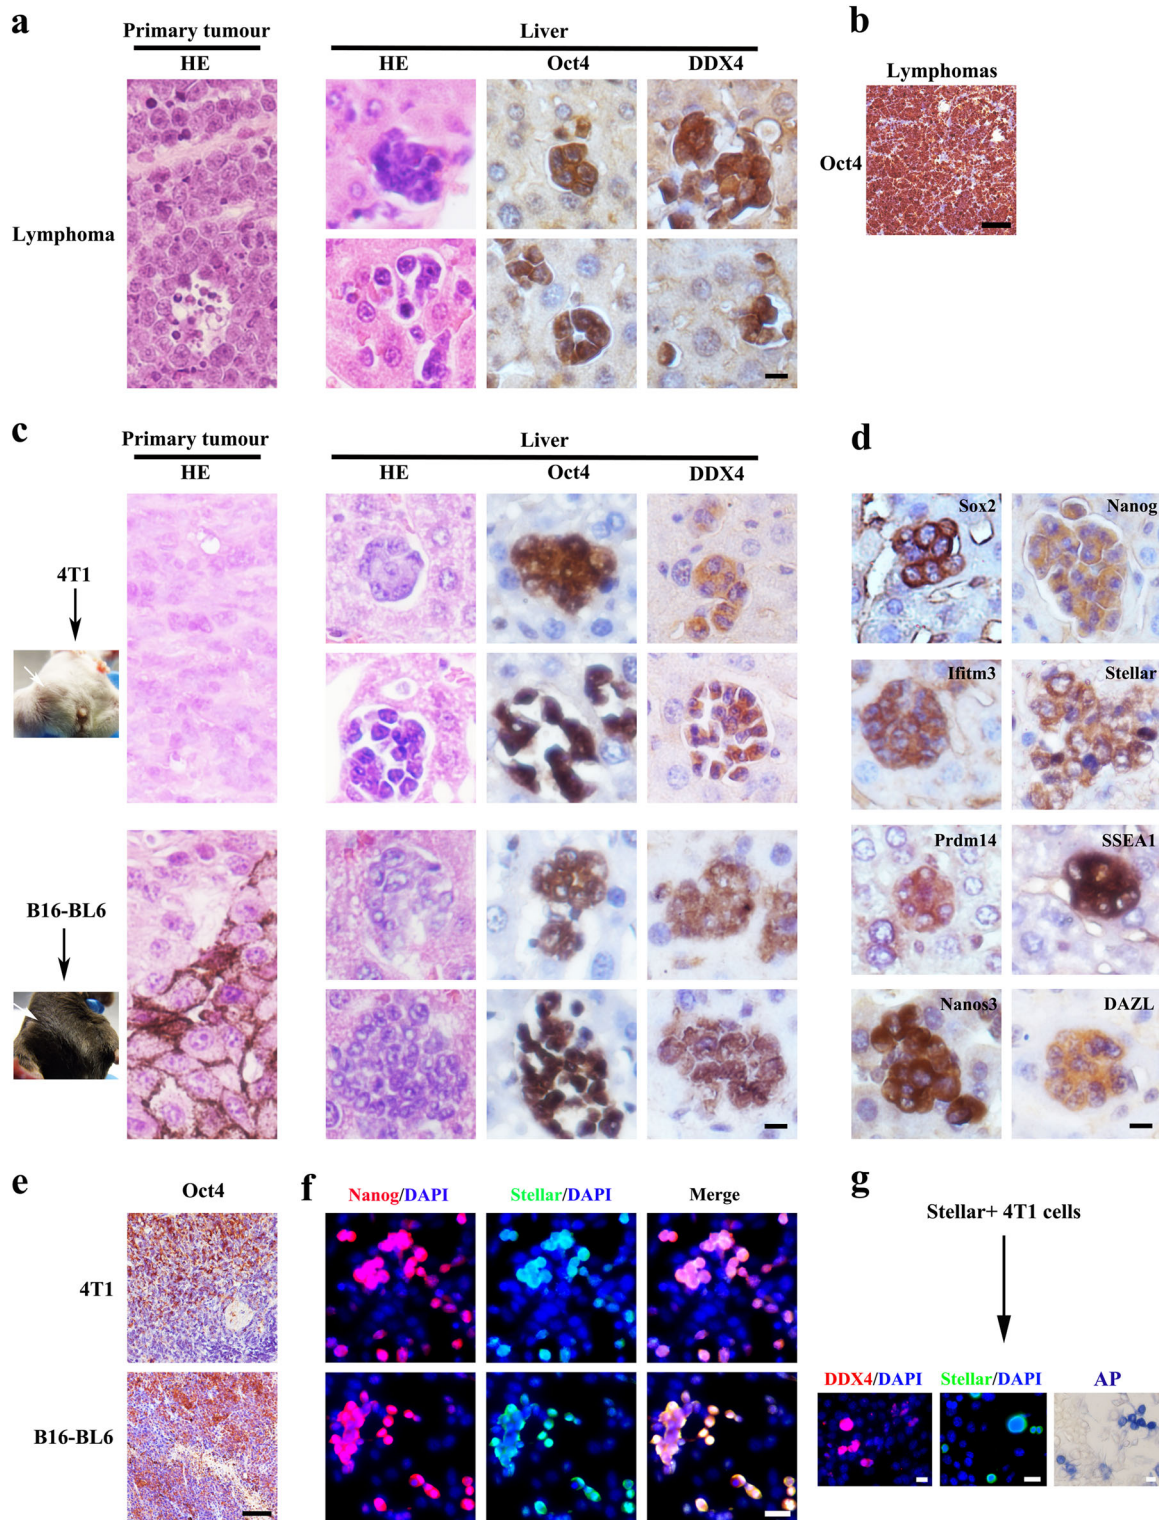 a
Primary tumour
Liver
HE
HE
Oct4
DDX4
Lymphoma
b
Lymphomas
Oct4
c
Primary tumour
Liver
HE
HE
Oct4
DDX4
4T1
B16-BL6
d
Sox2
Nanog
Ifitm3
Stellar
Prdm14
SSEA1
Nanos3
DAZL
e
Oct4
4T1
B16-BL6
f
Nanog/DAPI
Stellar/DAPI
Merge
g
Stellar+ 4T1 cells
DDX4/DAPI
Stellar/DAPI
AP